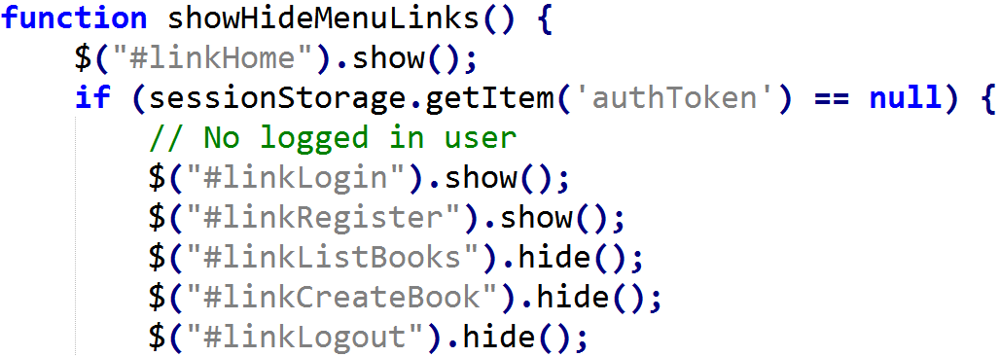 function showHideMenuLinks() {
    $("#linkHome").show();
    if (sessionStorage.getItem('authToken') == null) {
        // No logged in user
        $("#linkLogin").show();
        $("#linkRegister").show();
        $("#linkListBooks").hide();
        $("#linkCreateBook").hide();
        $("#linkLogout").hide();